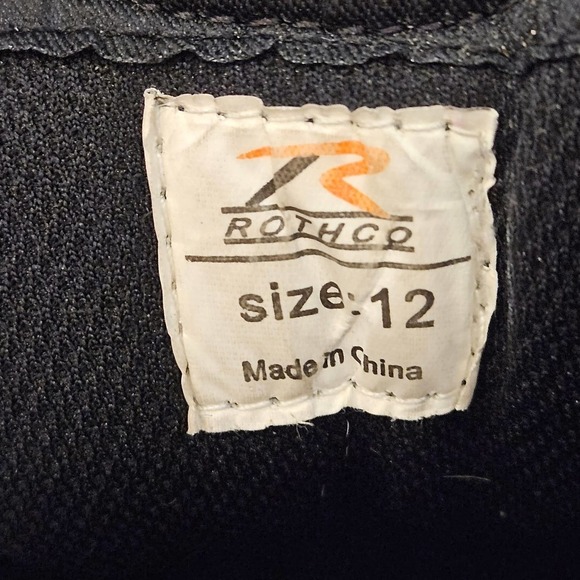 R
ROTHCO
size: 12
Made in China